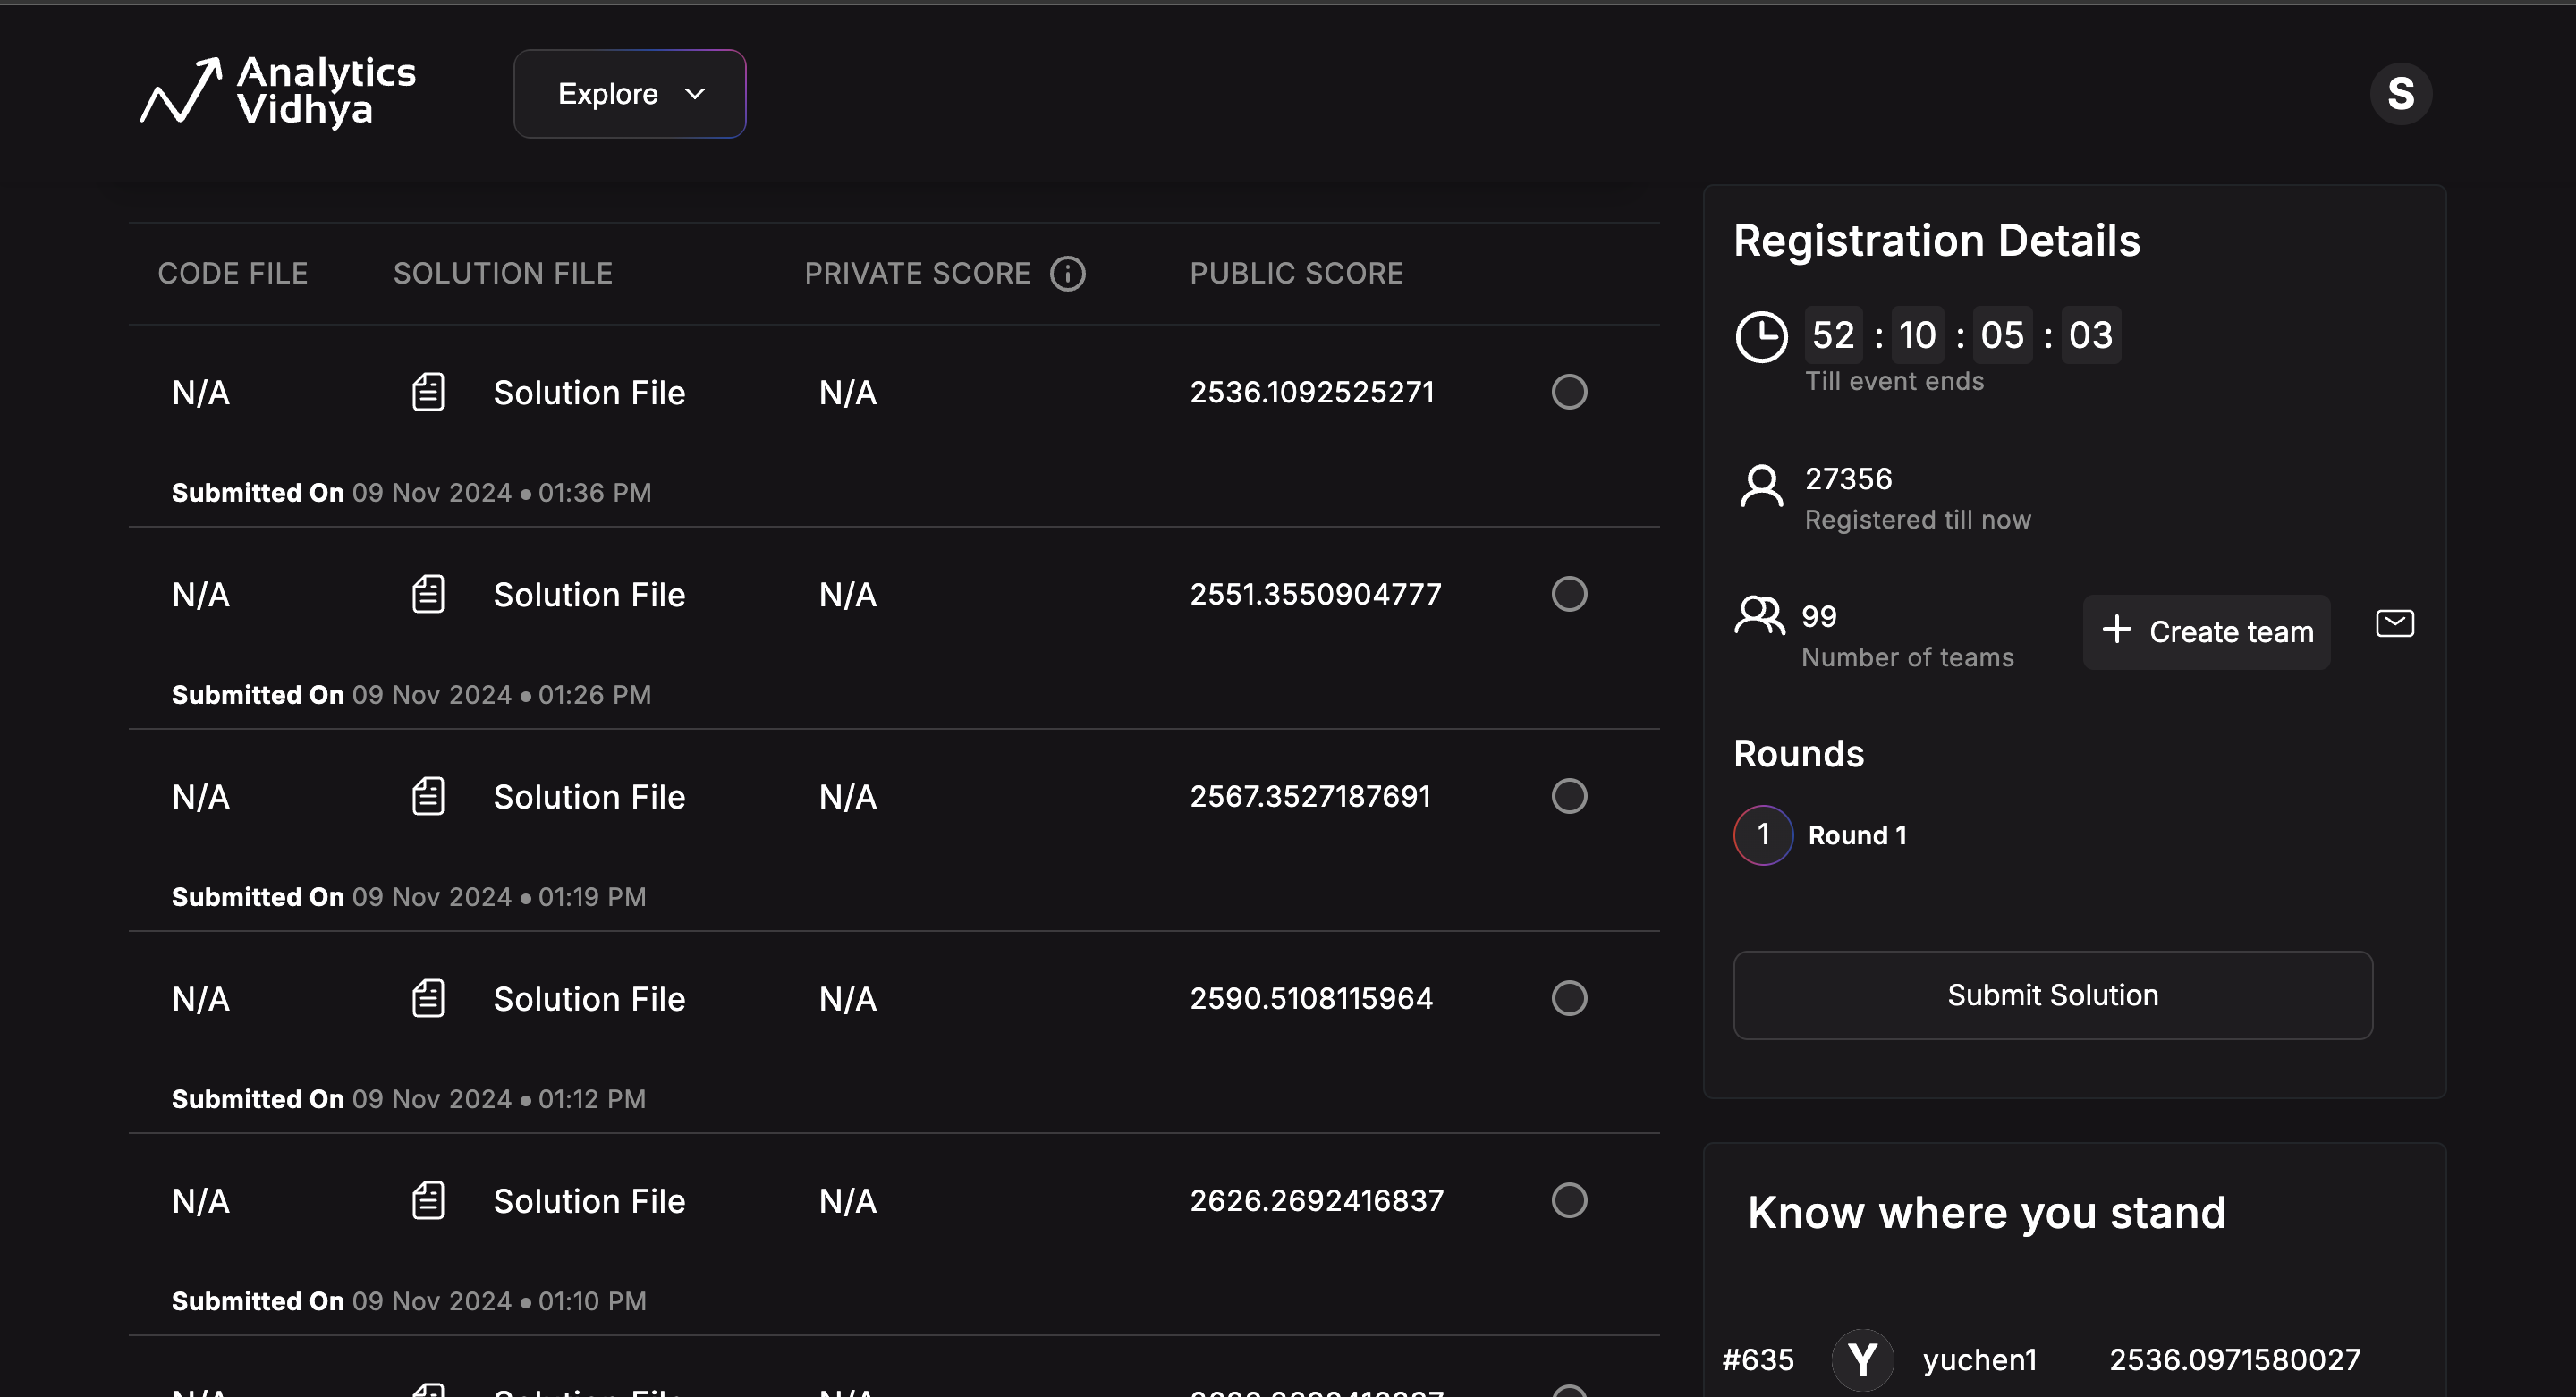 Analytics
Vidhya
Explore
S
CODE FILE SOLUTION FILE PRIVATE SCORE PUBLIC SCORE
N/A Solution File N/A 2536.1092525271
Submitted On 09 Nov 2024 • 01:36 PM
N/A Solution File N/A 2551.3550904777
Submitted On 09 Nov 2024 • 01:26 PM
N/A Solution File N/A 2567.3527187691
Submitted On 09 Nov 2024 • 01:19 PM
N/A Solution File N/A 2590.5108115964
Submitted On 09 Nov 2024 • 01:12 PM
N/A Solution File N/A 2626.2692416837
Submitted On 09 Nov 2024 • 01:10 PM
N/A Solution File N/A
Registration Details
52 : 10 : 05 : 03
Till event ends
27356
Registered till now
99
Number of teams
+ Create team
Rounds
1 Round 1
Submit Solution
Know where you stand
#635 Y yuchen1 2536.0971580027